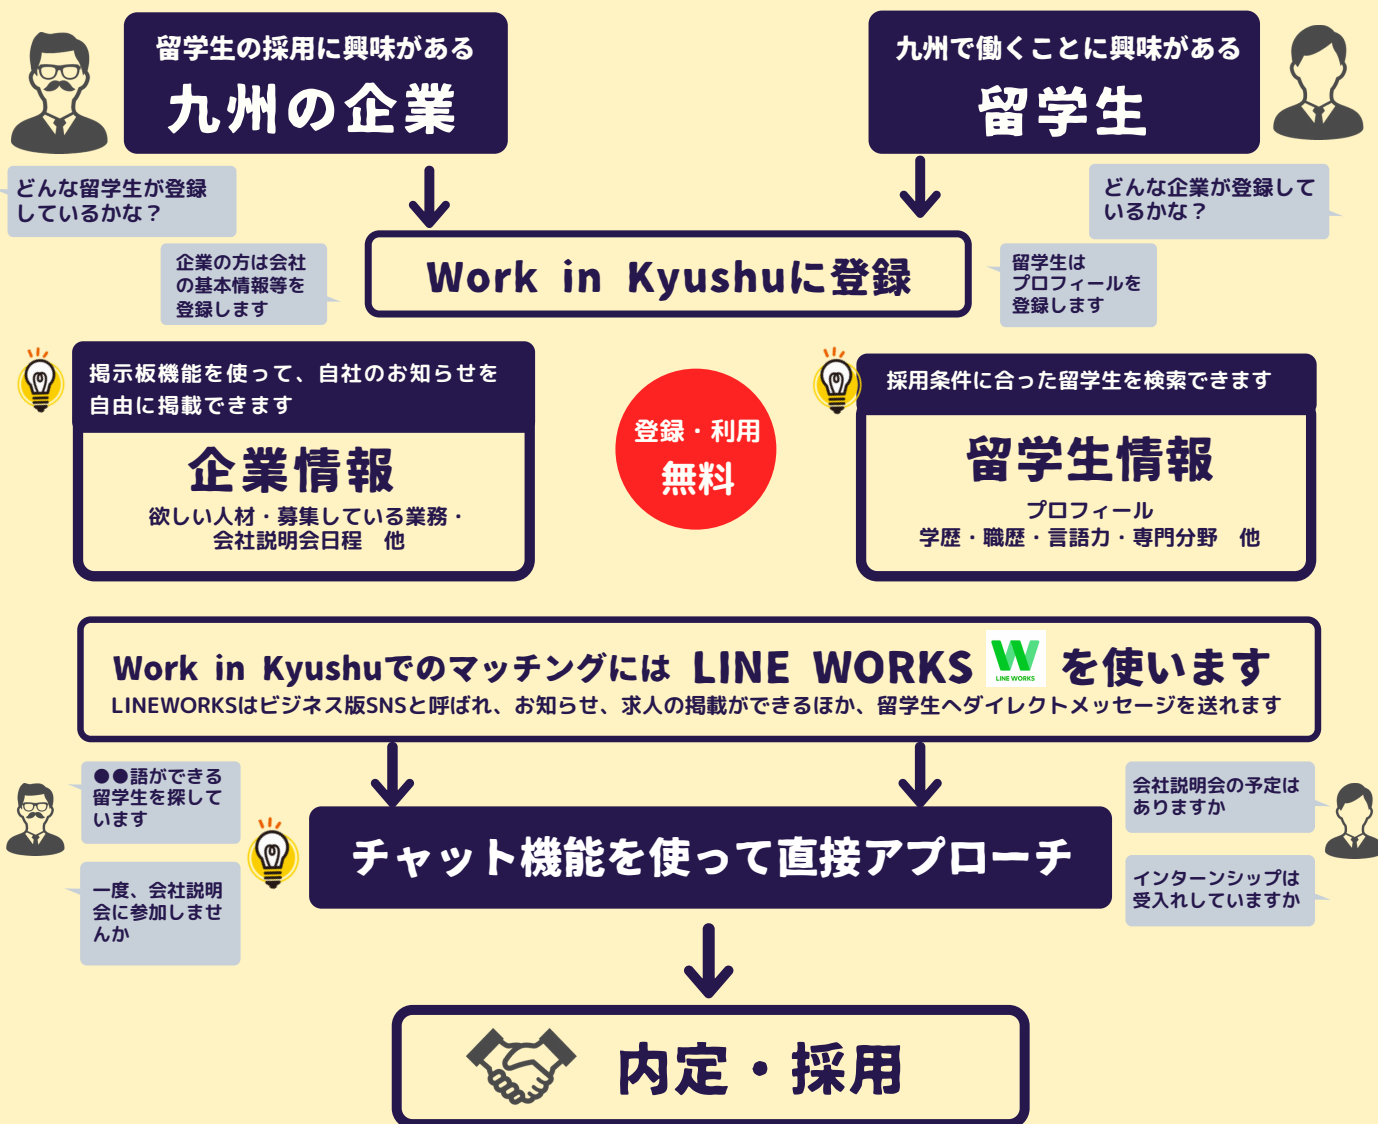 留学生の採用に興味がある
九州の企業
九州で働くことに興味がある
留学生
どんな留学生が登録
しているかな？
どんな企業が登録して
いるかな？
企業の方は会社
の基本情報等を
登録します
Work in Kyushuに登録
留学生は
プロフィールを
登録します
掲示板機能を使って、自社のお知らせを
自由に掲載できます
企業情報
欲しい人材・募集している業務・
会社説明会日程　他
登録・利用
無料
採用条件に合った留学生を検索できます
留学生情報
プロフィール
学歴・職歴・言語力・専門分野　他
Work in Kyushuでのマッチングには LINE WORKS W LINE WORKS を使います
LINEWORKSはビジネス版SNSと呼ばれ、お知らせ、求人の掲載ができるほか、留学生へダイレクトメッセージを送れます
●●語ができる
留学生を探して
います
一度、会社説明
会に参加しませ
んか
チャット機能を使って直接アプローチ
会社説明会の予定は
ありますか
インターンシップは
受入れしていますか
内定・採用